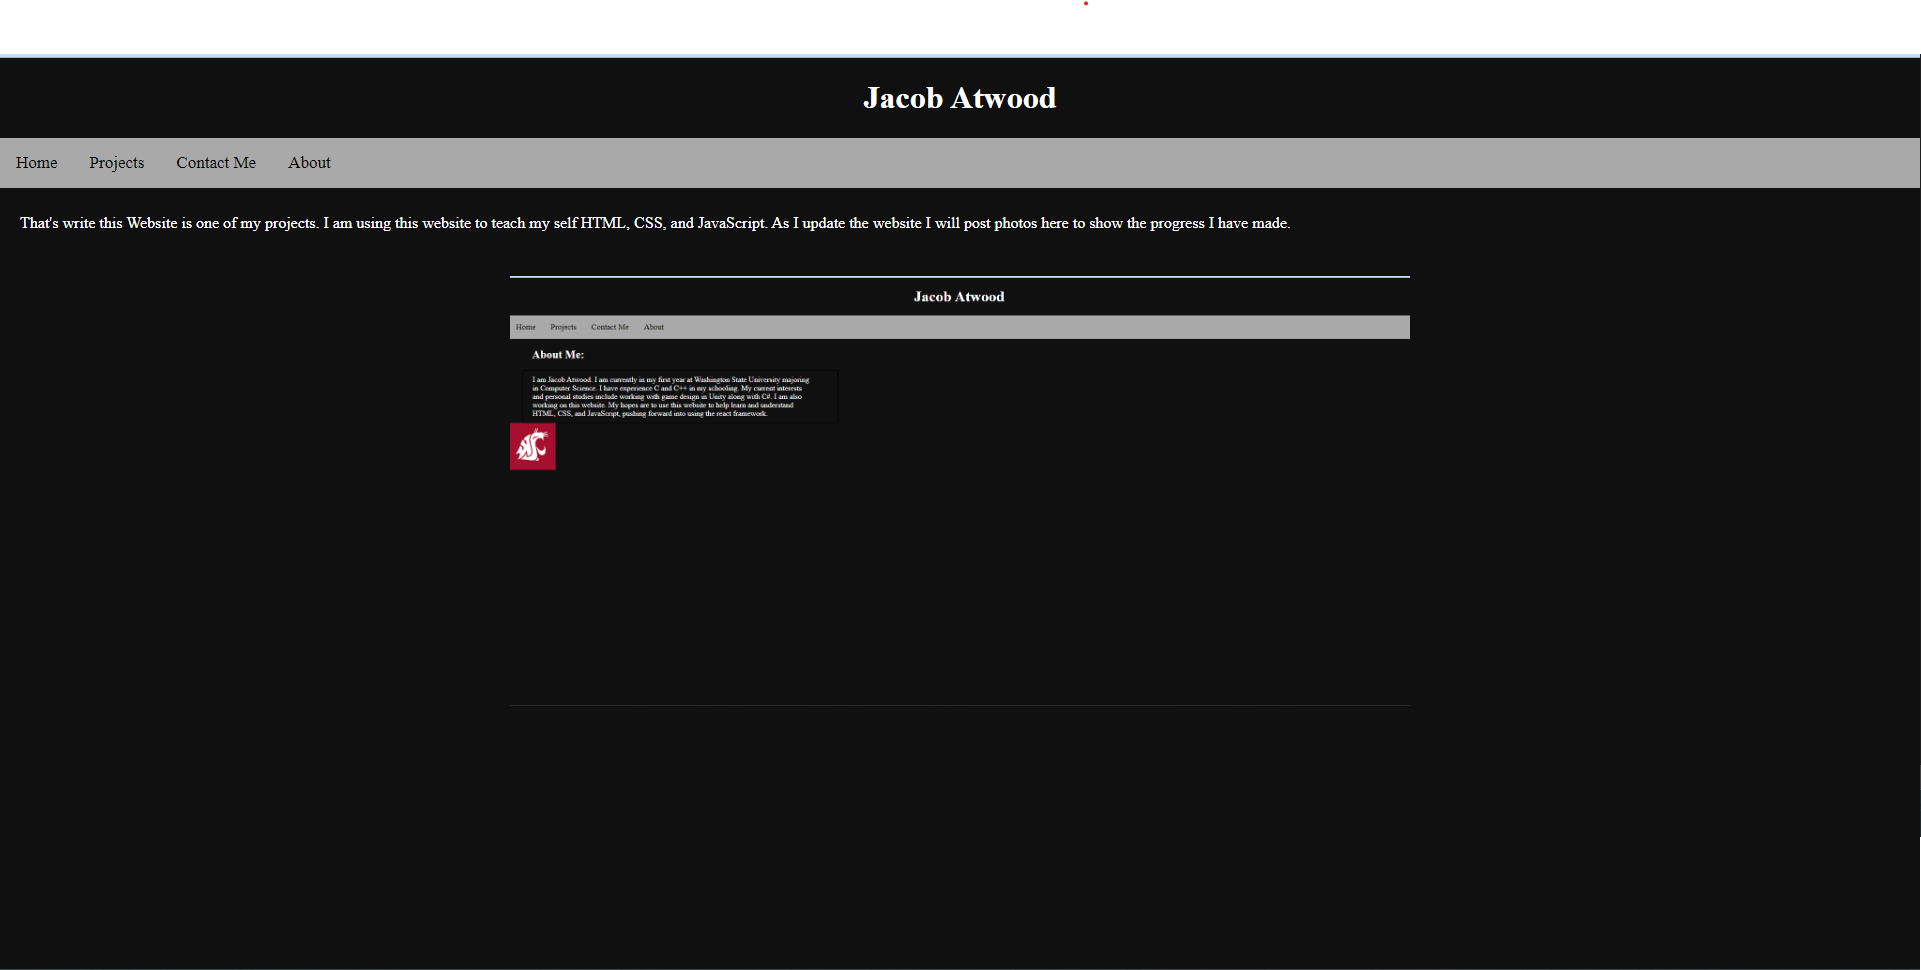 Jacob Atwood
Home Projects Contact Me About
That's write this Website is one of my projects. I am using this website to teach my self HTML, CSS, and JavaScript. As I update the website I will post photos here to show the progress I have made.
Jacob Atwood
Home Projects Contact Me About
About Me:
I am Jacob Atwood. I am currently in my first year at Washington State University majoring
in Computer Science. I have experience C and C++ in my schooling. My current interests
and personal studies include working with game design in Unity along with C#. I am also
working on this website. My hopes are to use this website to help learn and understand
HTML, CSS, and JavaScript, pushing forward into using the react framework.